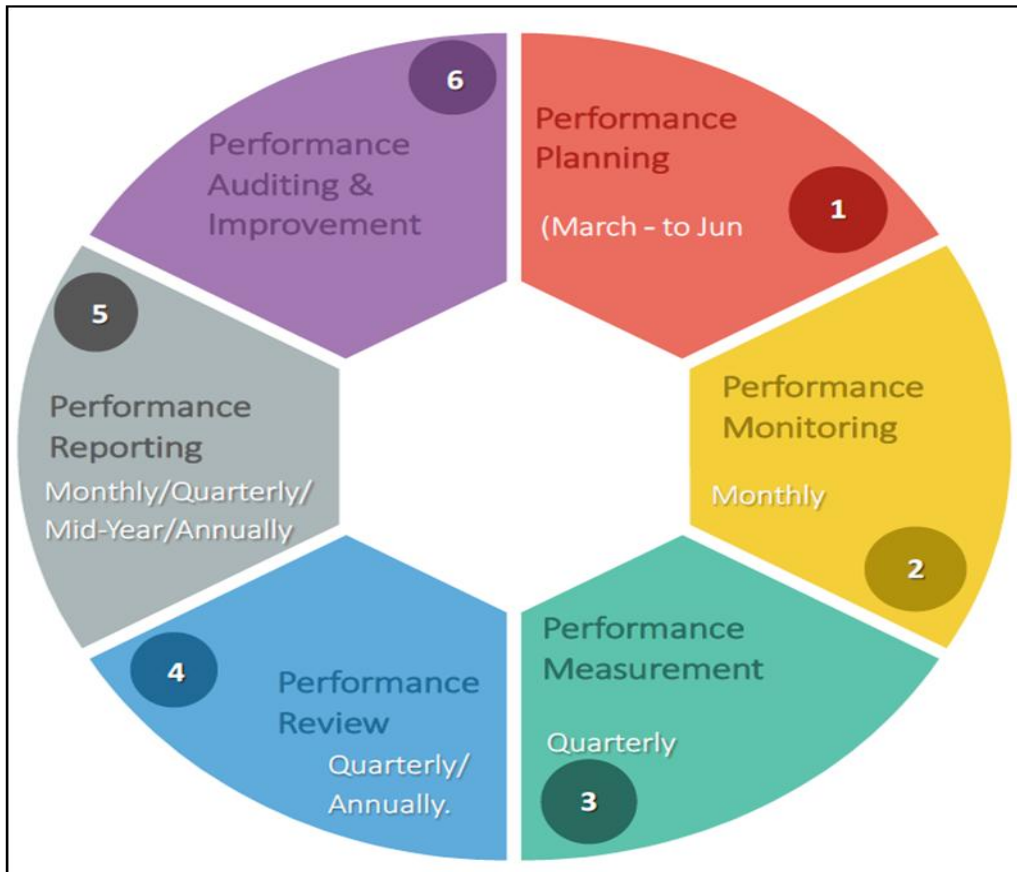 1
Performance
Planning
(March - to Jun
2
Performance
Monitoring
Monthly
3
Performance
Measurement
Quarterly
4
Performance
Review
Quarterly/
Annually.
5
Performance
Reporting
Monthly/Quarterly/
Mid-Year/Annually
6
Performance
Auditing &
Improvement